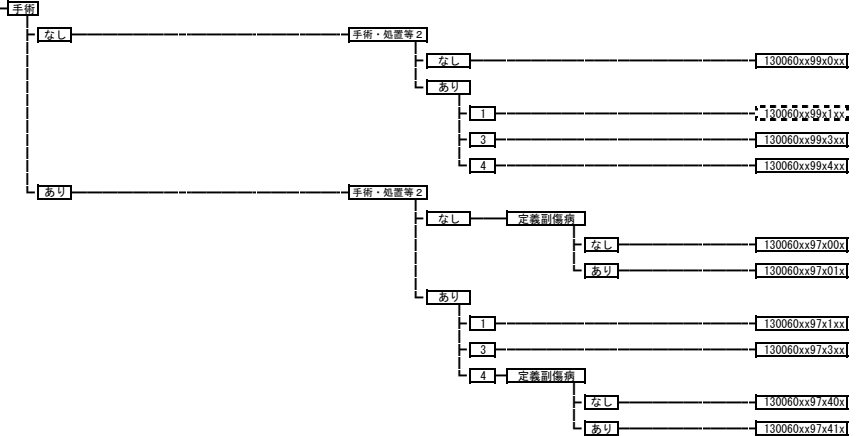 手術
なし 手術・処置等2
なし 130060xx99x0xx
あり
1 130060xx99x1xx
3 130060xx99x3xx
4 130060xx99x4xx
あり 手術・処置等2
なし 定義副傷病
なし 130060xx97x00x
あり 130060xx97x01x
あり
1 130060xx97x1xx
3 130060xx97x3xx
4 定義副傷病
なし 130060xx97x40x
あり 130060xx97x41x